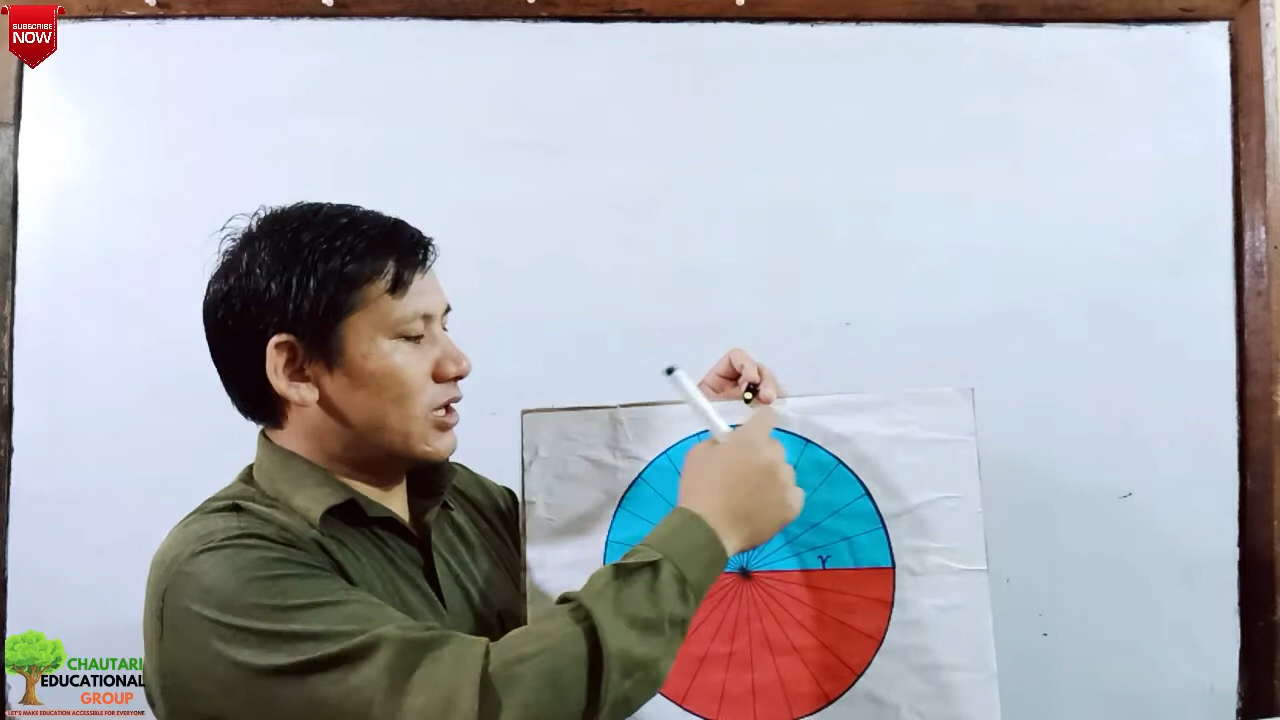 SUBSCRIBE
NOW
r
CHAUTARI
EDUCATIONAL
GROUP
LET'S MAKE EDUCATION ACCESSIBLE FOR EVERYONE